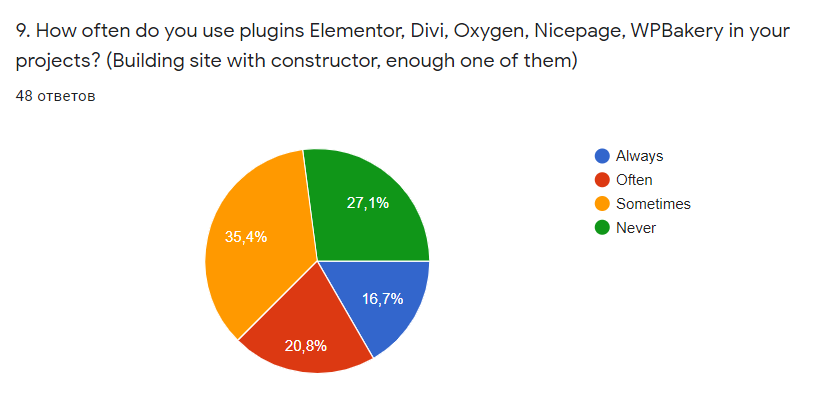 9. How often do you use plugins Elementor, Divi, Oxygen, Nicepage, WPBakery in your
projects? (Building site with constructor, enough one of them)
48 ответов
Always
Often
Sometimes
Never
27,1%
35,4%
16,7%
20,8%